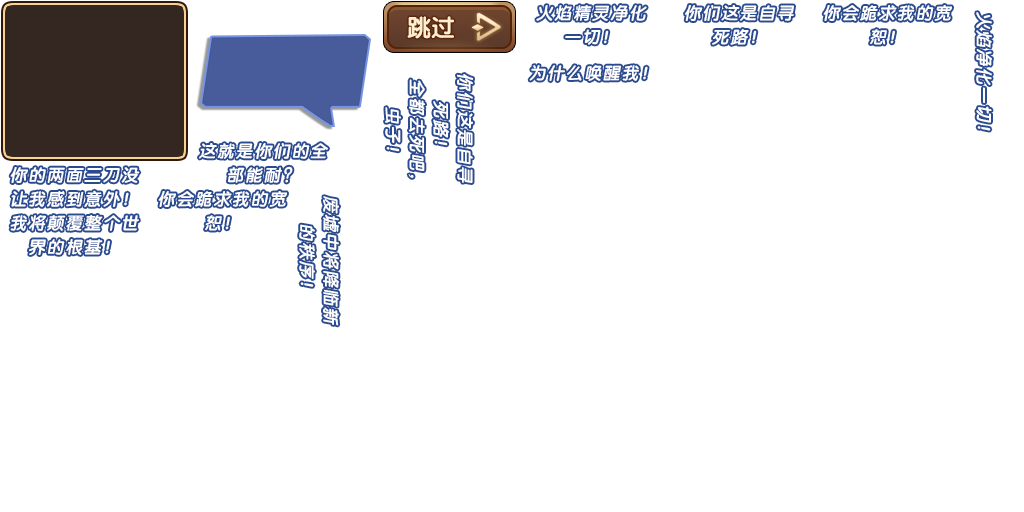 跳过
火焰精灵净化
一切！
为什么唤醒我！
你们这是自寻
死路！
你会跪求我的宽
恕！
火焰净化一切！
你们这是自寻
死路！
全都去死吧，
虫子！
这就是你们的全
部能耐？
你的两面三刀没
让我感到意外！
我将颠覆整个世
界的根基！
你会跪求我的宽
恕！
废墟中将降临新
的秩序！